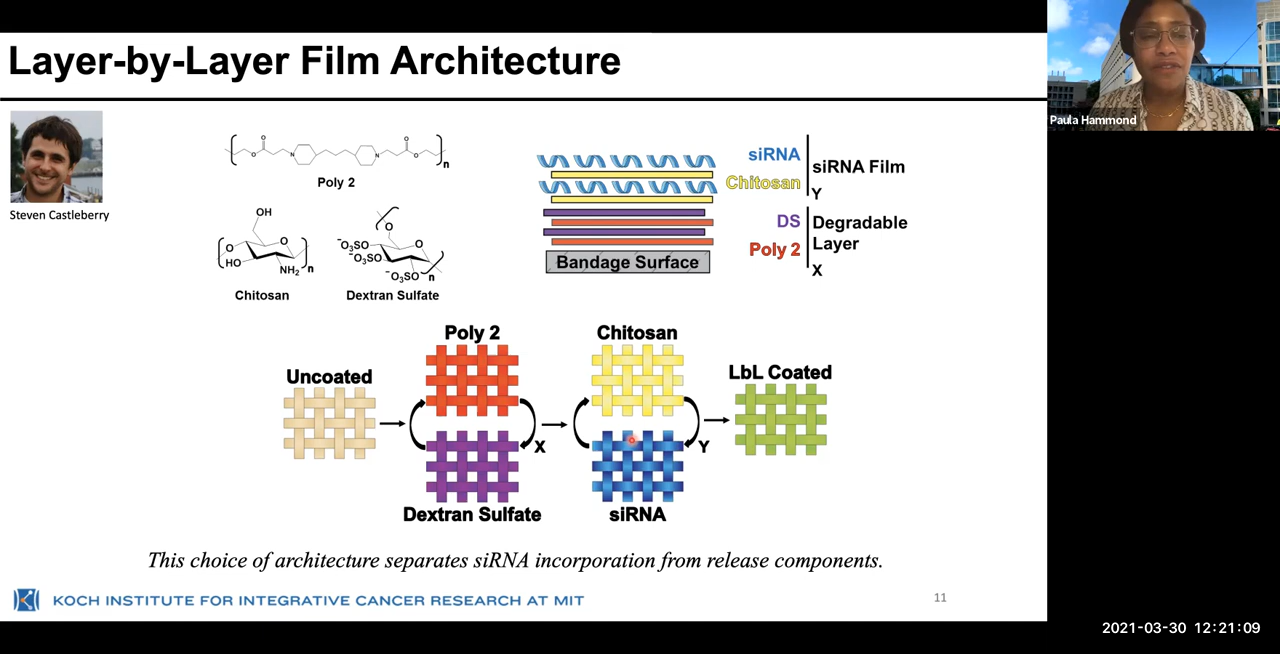 Layer-by-Layer Film Architecture
Paula Hammond
Steven Castleberry
O
O
N
N
O
O
n
Poly 2
OH
O
O
HO
NH₂
n
Chitosan
O
⁻O₃SO
O
⁻O₃SO
⁻O₃SO
n
Dextran Sulfate
siRNA
Chitosan
siRNA Film
Y
DS
Poly 2
Degradable
Layer
X
Bandage Surface
Uncoated
Poly 2
Dextran Sulfate
X
Chitosan
siRNA
Y
LbL Coated
This choice of architecture separates siRNA incorporation from release components.
KOCH INSTITUTE FOR INTEGRATIVE CANCER RESEARCH AT MIT
11
2021-03-30 12:21:09